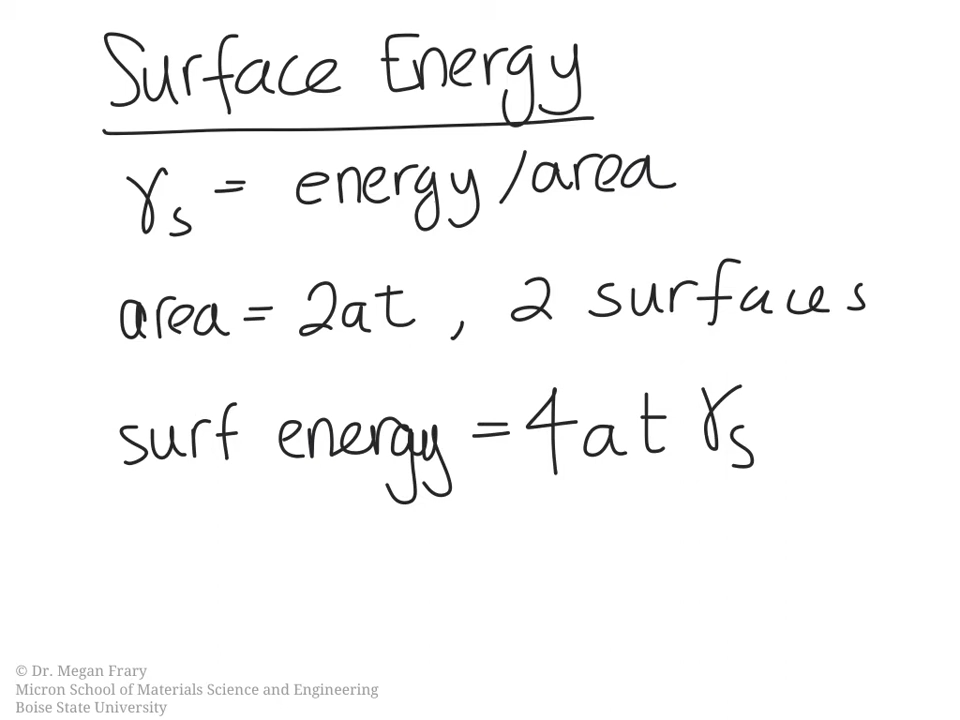 Surface Energy
γs = energy/area
area = 2at, 2 surfaces
surf energy = 4at γs
© Dr. Megan Frary
Micron School of Materials Science and Engineering
Boise State University